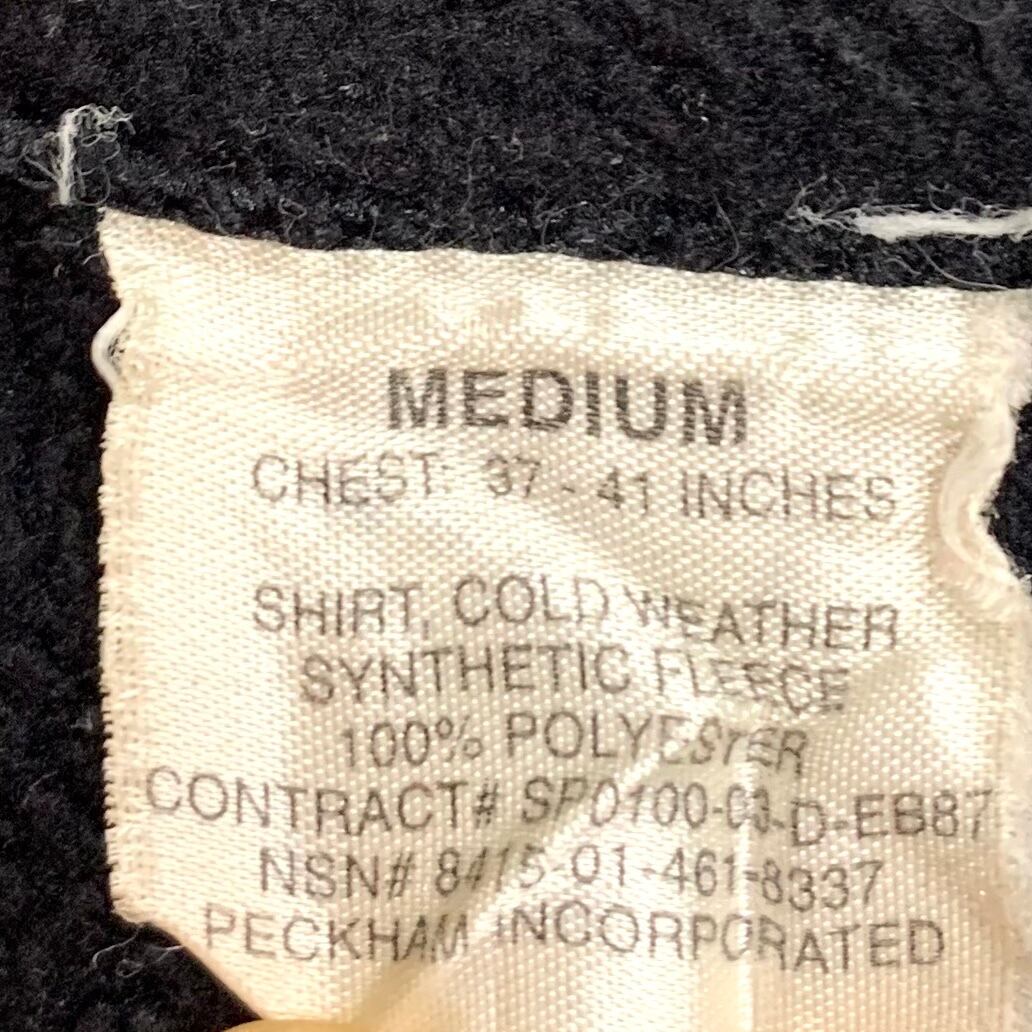 MEDIUM
CHEST: 37 - 41 INCHES
SHIRT, COLD WEATHER
SYNTHETIC FLEECE
100% POLYESTER
CONTRACT# SPO100-03-D-EB87
NSN# 8415-01-461-8337
PECKHAM INCORPORATED